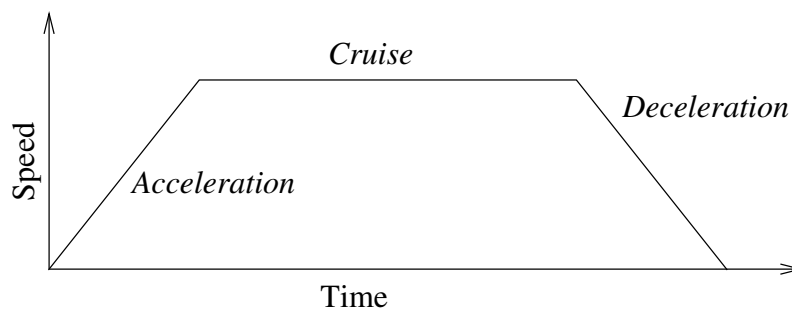 Cruise
Deceleration
Acceleration
Speed
Time